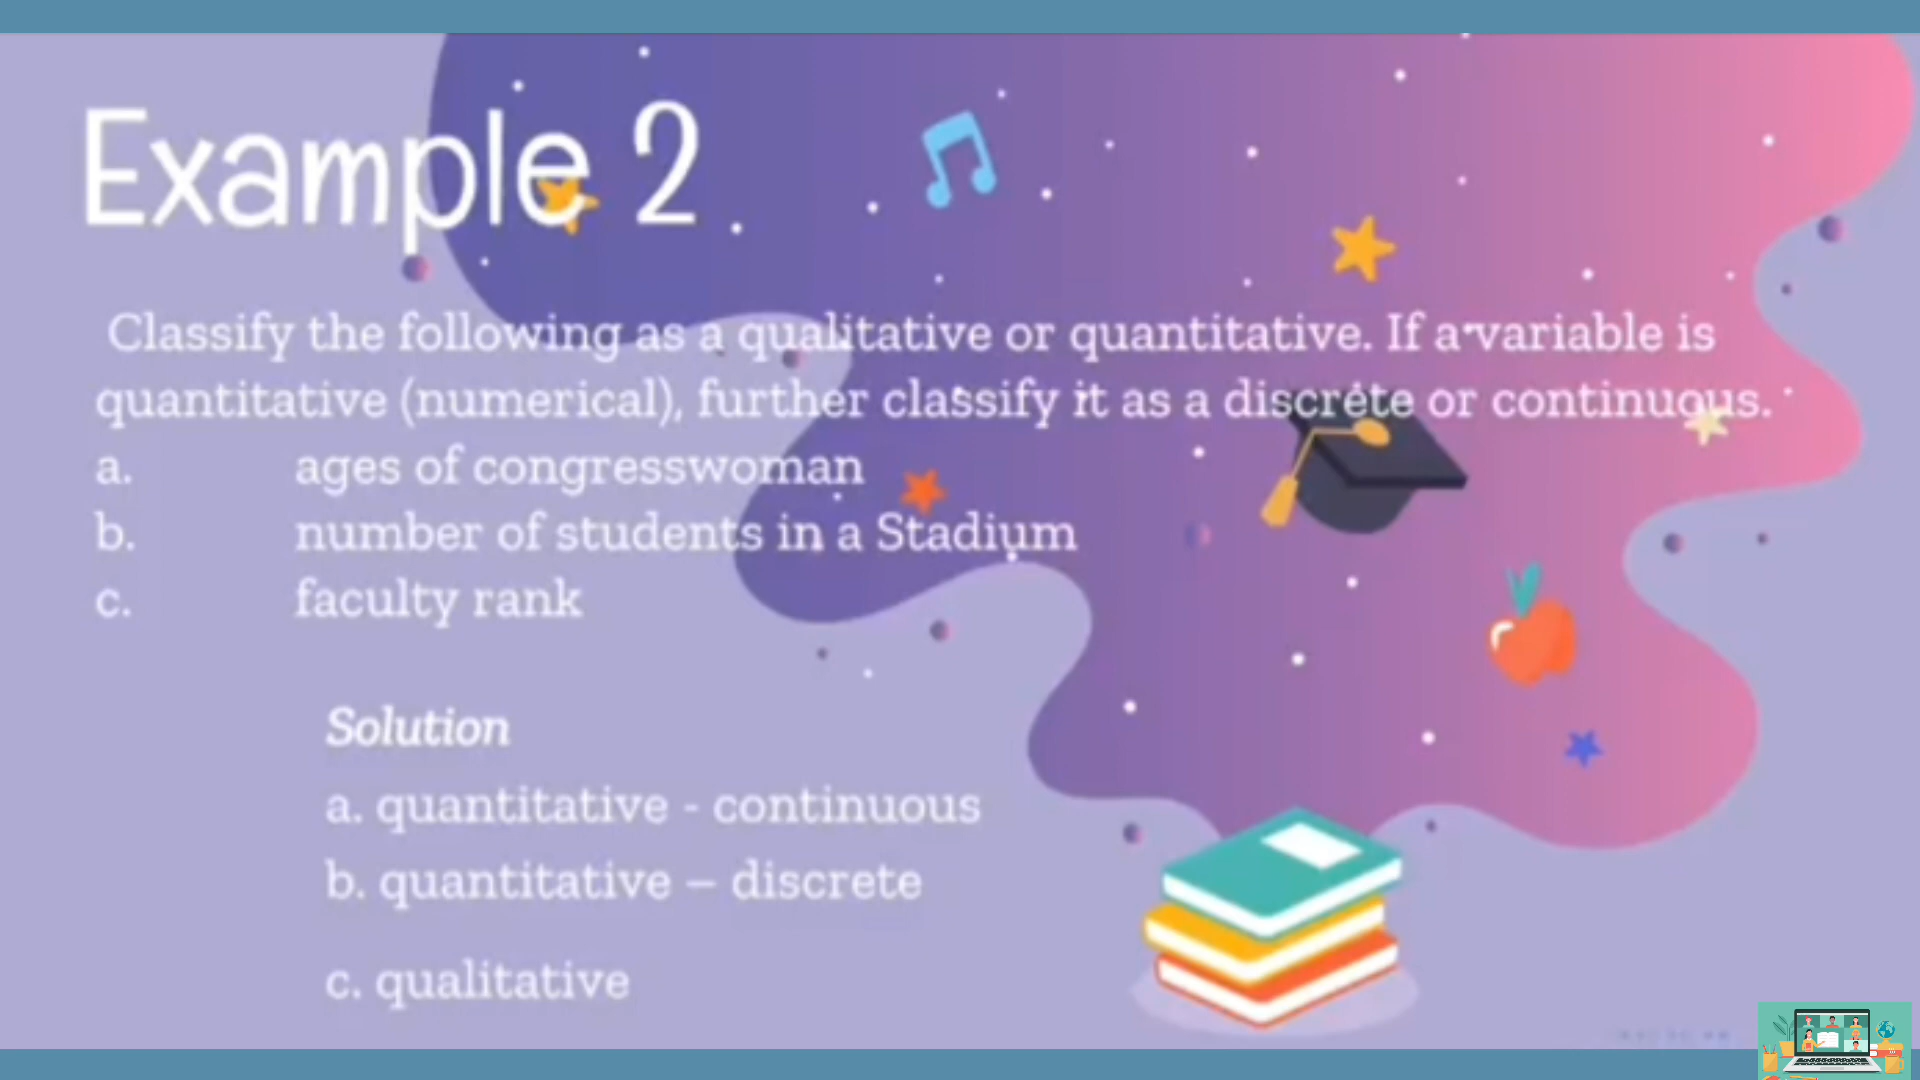 Example 2
Classify the following as a qualitative or quantitative. If a variable is
quantitative (numerical), further classify it as a discrete or continuous.
a. ages of congresswoman
b. number of students in a Stadium
c. faculty rank
Solution
a. quantitative - continuous
b. quantitative – discrete
c. qualitative